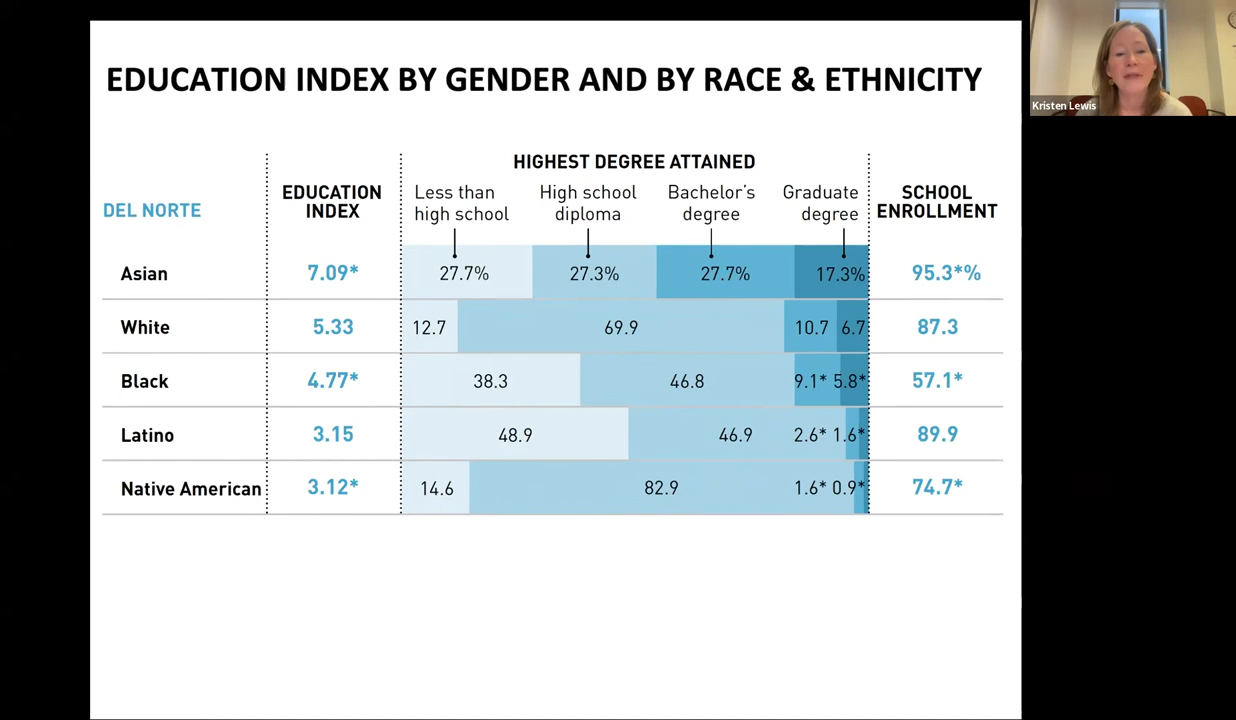 EDUCATION INDEX BY GENDER AND BY RACE & ETHNICITY
Kristen Lewis
HIGHEST DEGREE ATTAINED
DEL NORTE
EDUCATION
INDEX
Less than
high school
High school
diploma
Bachelor's
degree
Graduate
degree
SCHOOL
ENROLLMENT
Asian 7.09* 27.7% 27.3% 27.7% 17.3% 95.3*%
White 5.33 12.7 69.9 10.7 6.7 87.3
Black 4.77* 38.3 46.8 9.1* 5.8* 57.1*
Latino 3.15 48.9 46.9 2.6* 1.6* 89.9
Native American 3.12* 14.6 82.9 1.6* 0.9* 74.7*